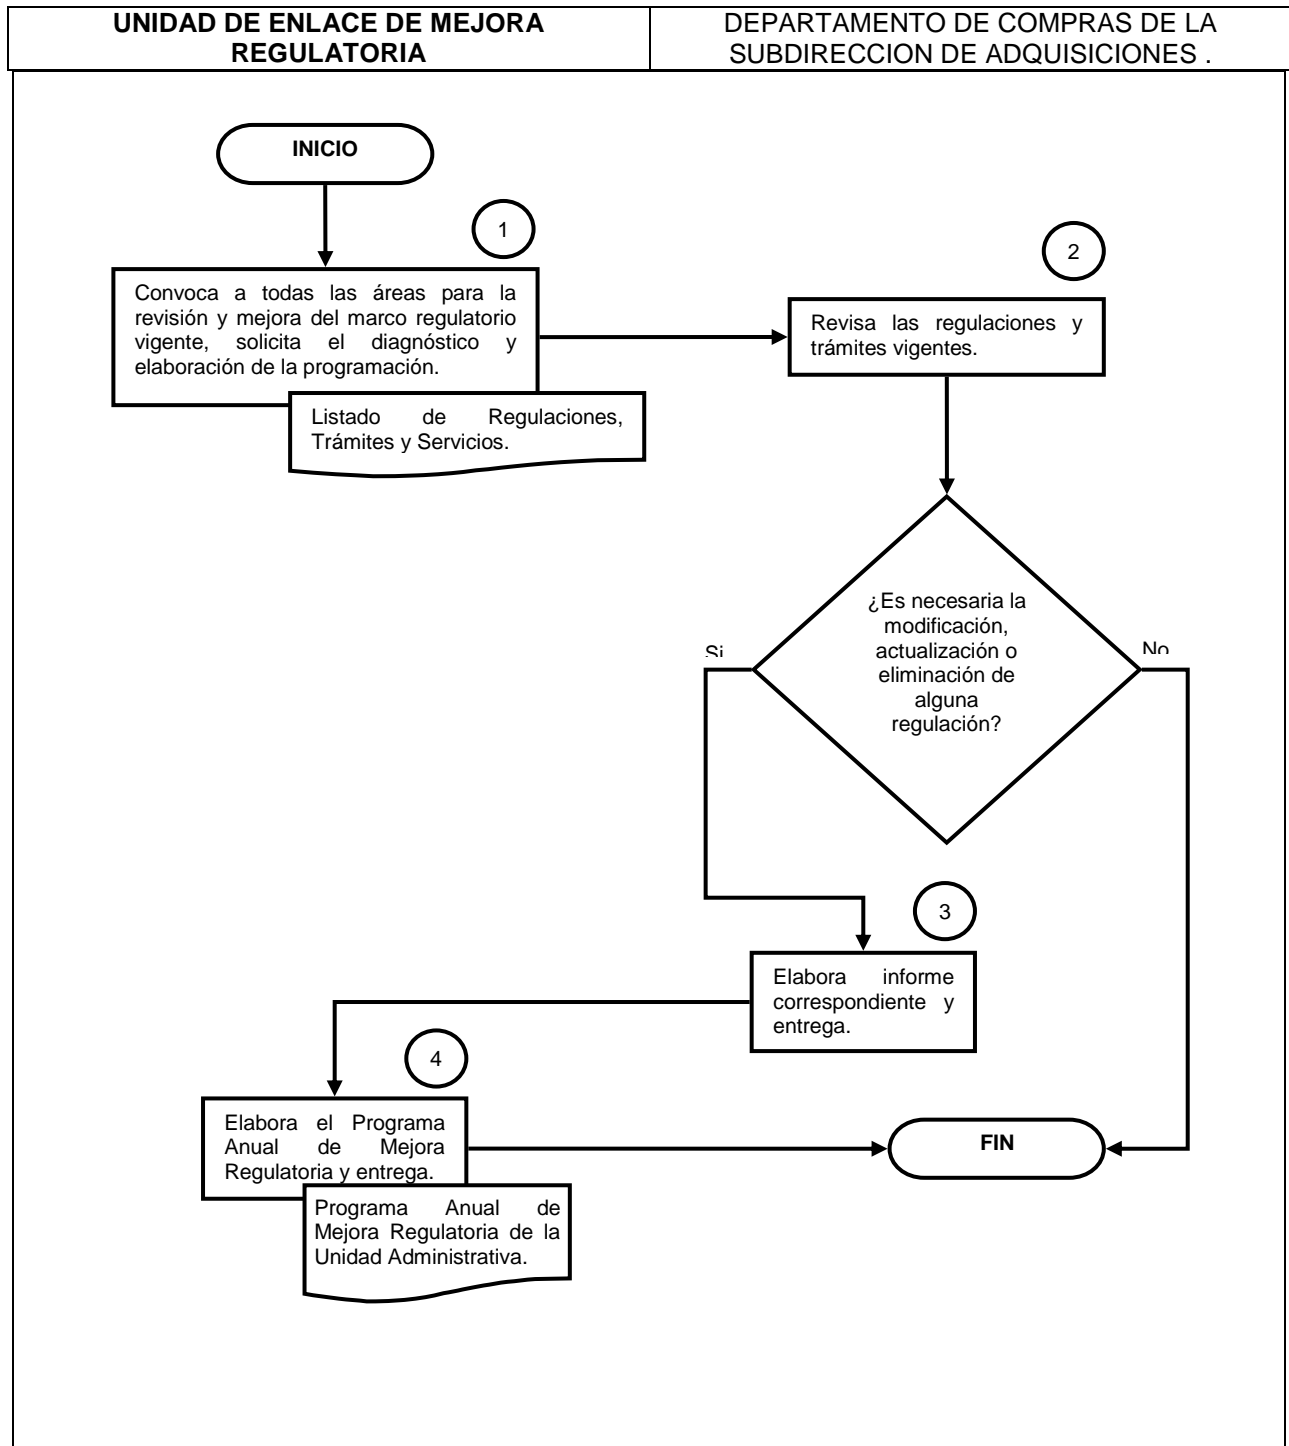 UNIDAD DE ENLACE DE MEJORA
REGULATORIA
DEPARTAMENTO DE COMPRAS DE LA
SUBDIRECCION DE ADQUISICIONES .
INICIO
1
Convoca a todas las áreas para la
revisión y mejora del marco regulatorio
vigente, solicita el diagnóstico y
elaboración de la programación.
Listado de Regulaciones,
Trámites y Servicios.
2
Revisa las regulaciones y
trámites vigentes.
¿Es necesaria la
modificación,
actualización o
eliminación de
alguna
regulación?
Si
No
3
Elabora informe
correspondiente y
entrega.
4
Elabora el Programa
Anual de Mejora
Regulatoria y entrega.
Programa Anual de
Mejora Regulatoria de la
Unidad Administrativa.
FIN